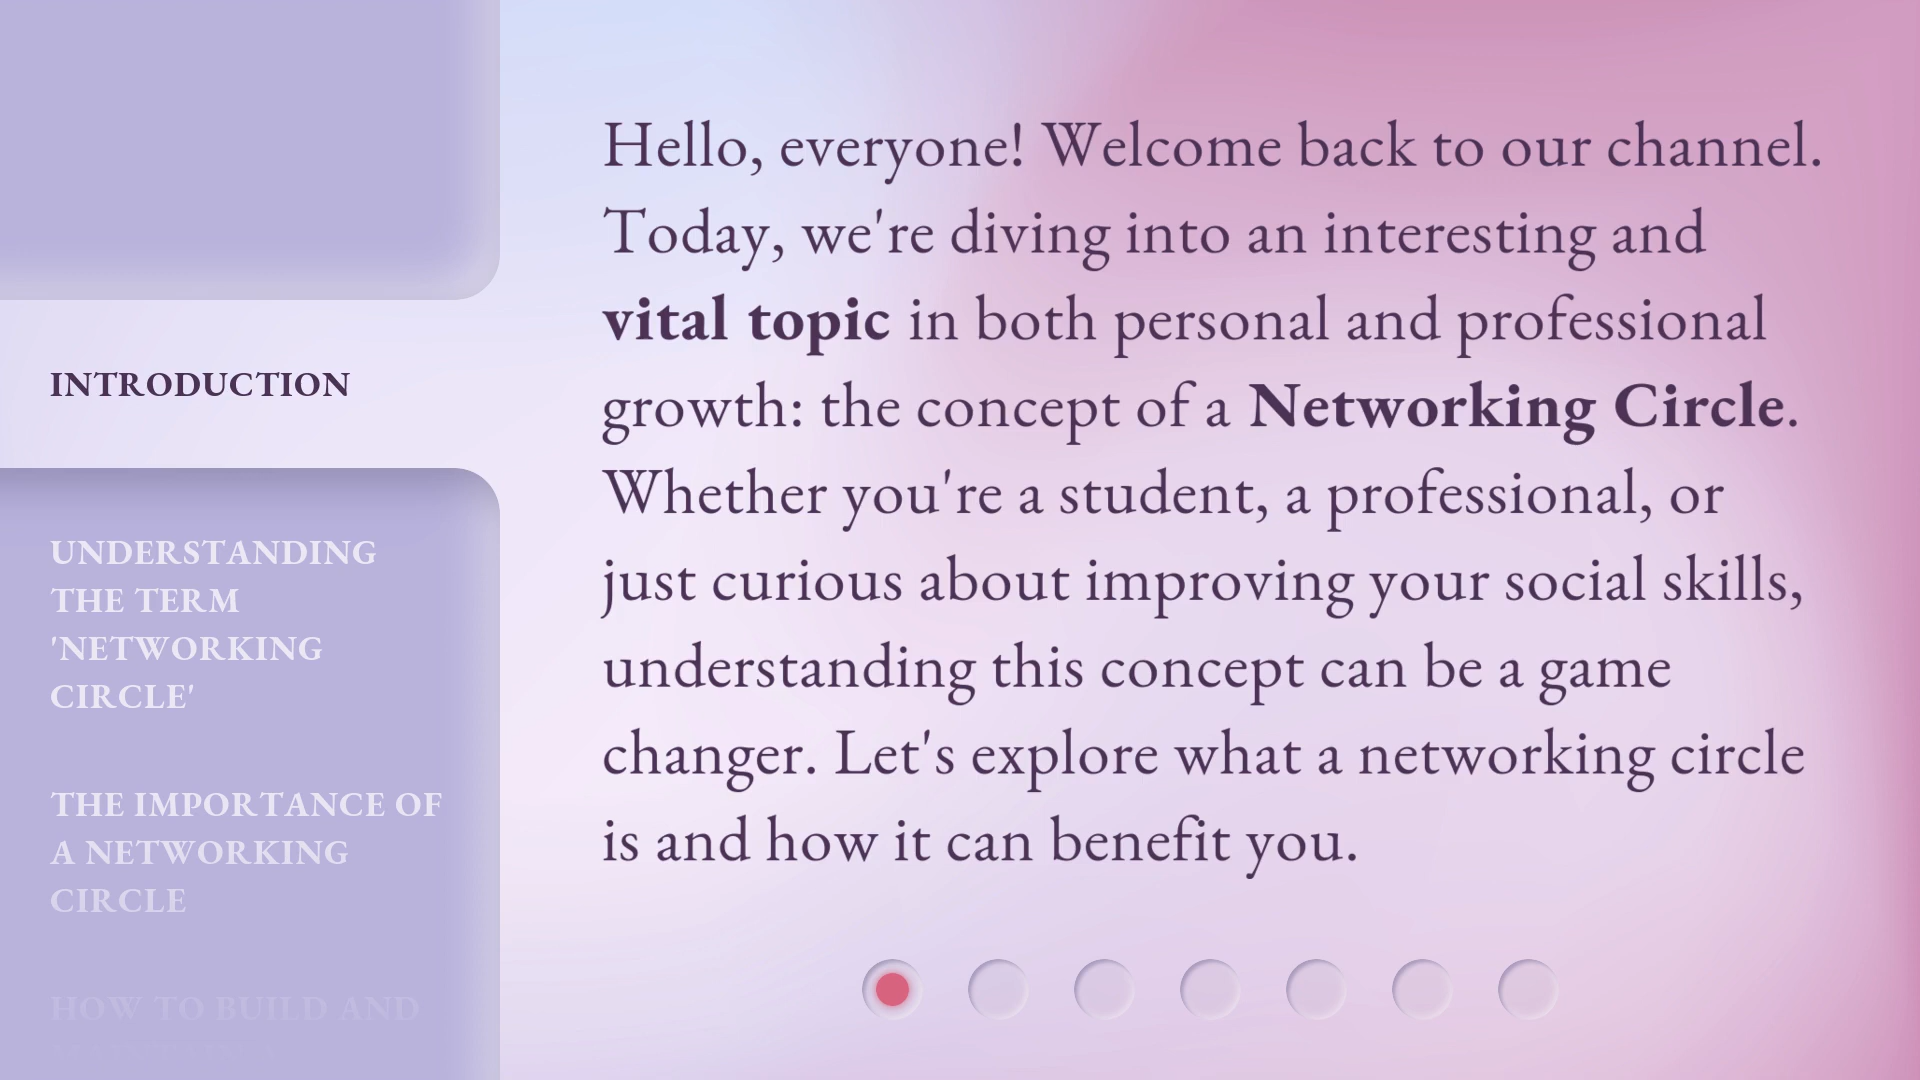 INTRODUCTION
UNDERSTANDING
THE TERM
'NETWORKING
CIRCLE'
THE IMPORTANCE OF
A NETWORKING
CIRCLE
HOW TO BUILD AND
Hello, everyone! Welcome back to our channel.
Today, we're diving into an interesting and
vital topic in both personal and professional
growth: the concept of a Networking Circle.
Whether you're a student, a professional, or
just curious about improving your social skills,
understanding this concept can be a game
changer. Let's explore what a networking circle
is and how it can benefit you.